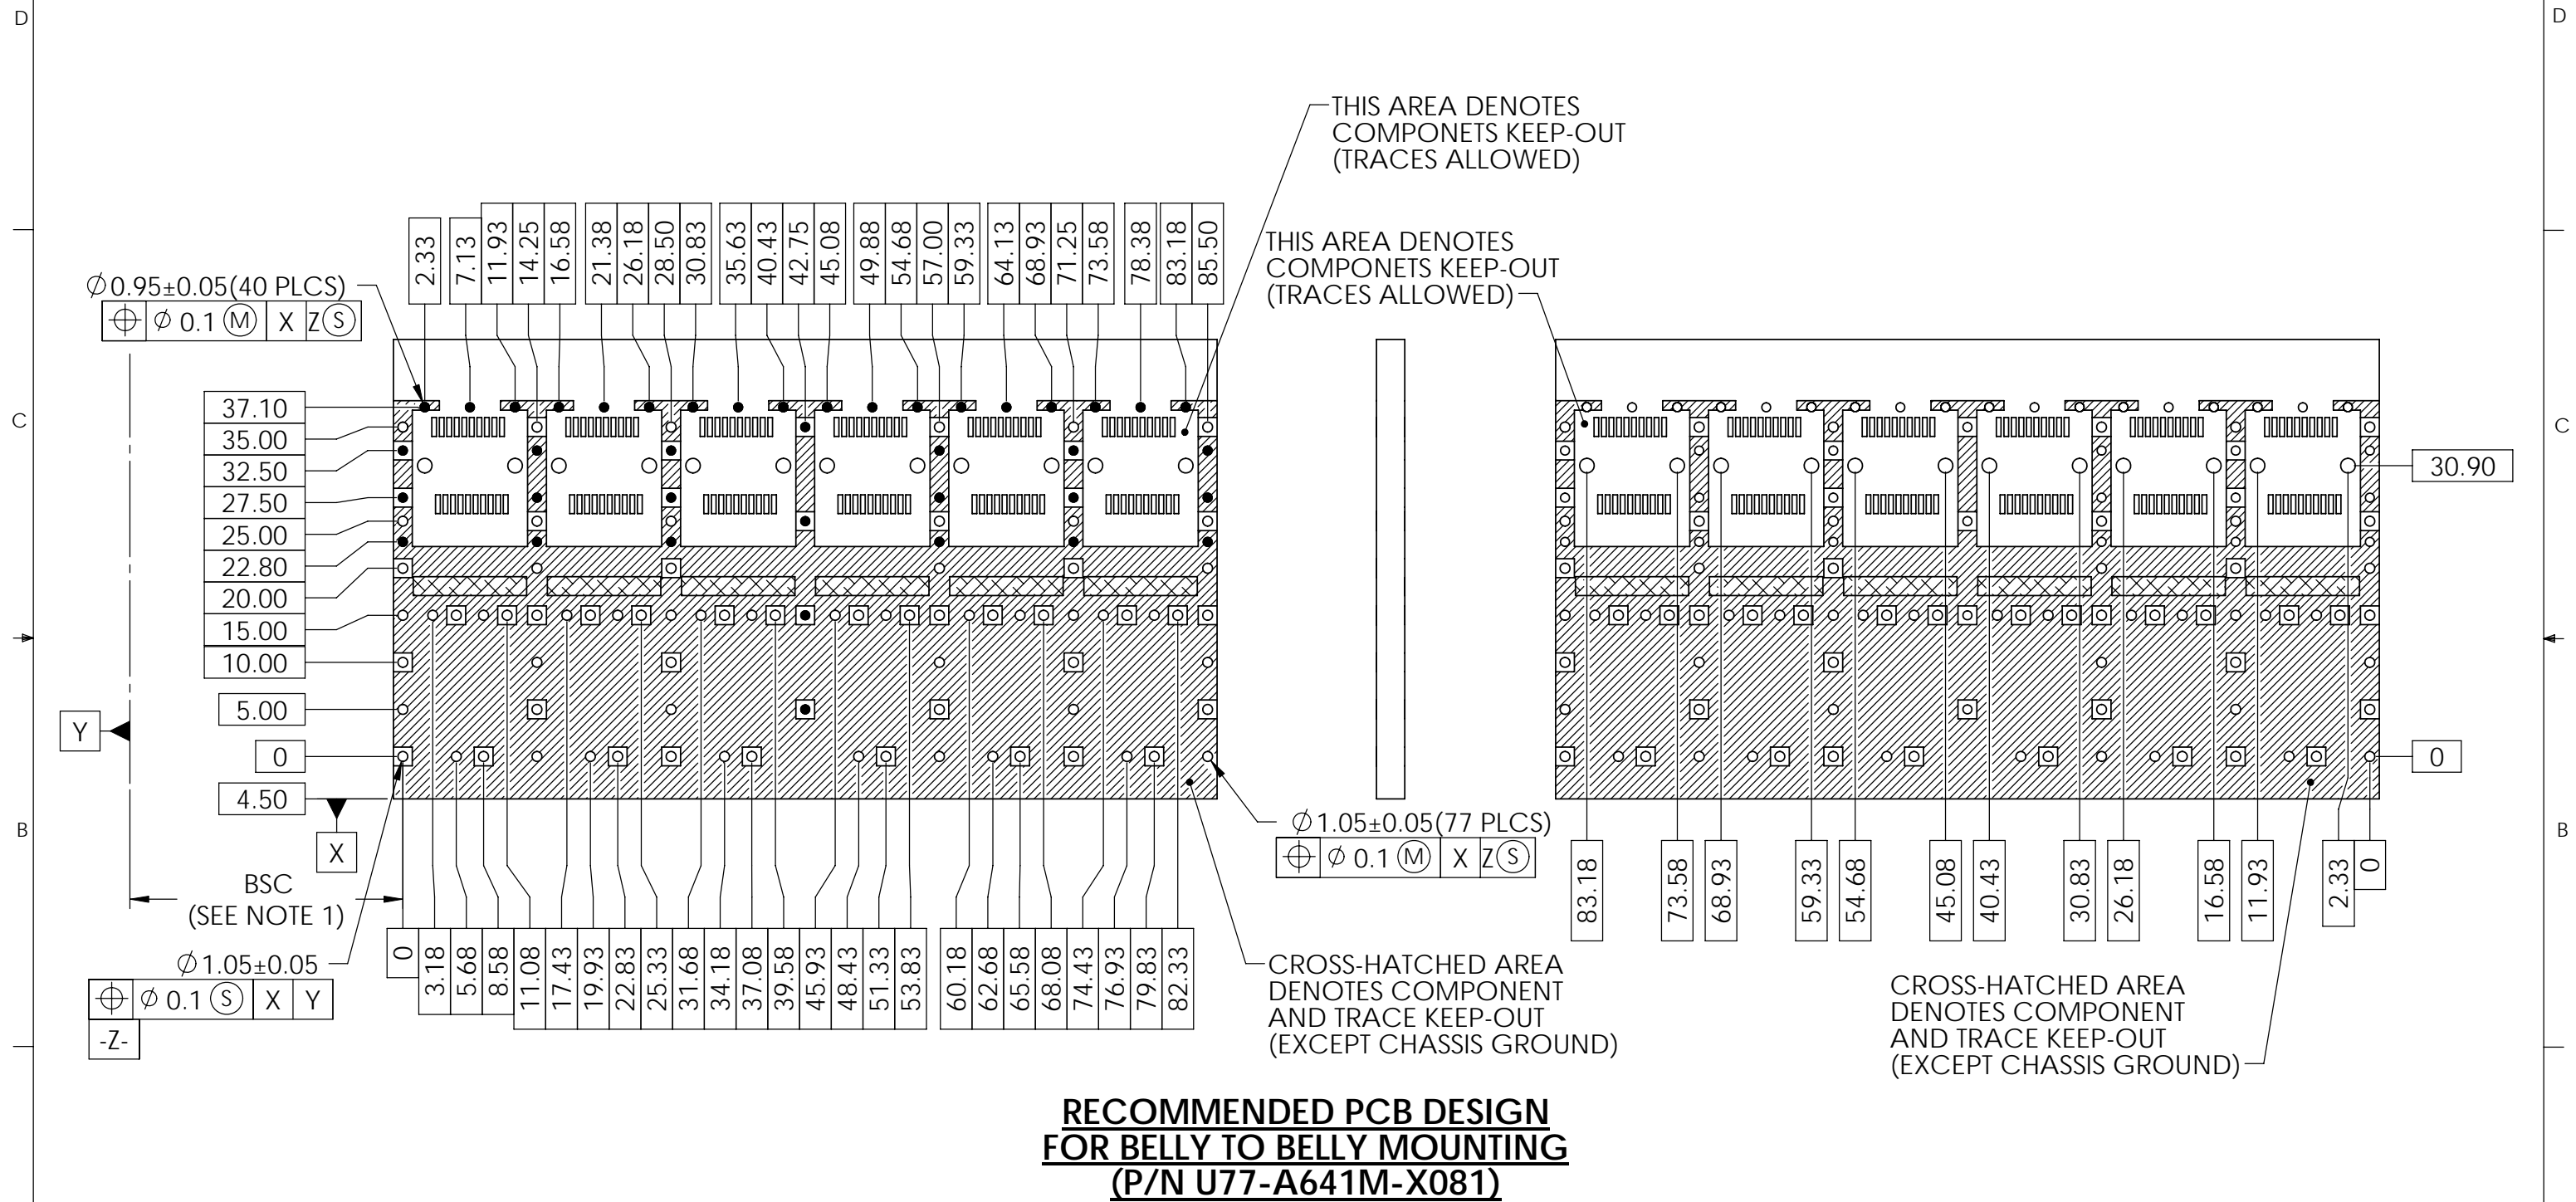 D
D
THIS AREA DENOTES
COMPONETS KEEP-OUT
(TRACES ALLOWED)
THIS AREA DENOTES
COMPONETS KEEP-OUT
(TRACES ALLOWED)
2.33
7.13
11.93
14.25
16.58
21.38
26.18
28.50
30.83
35.63
40.43
42.75
45.08
49.88
54.68
57.00
59.33
64.13
68.93
71.25
73.58
78.38
83.18
85.50
∅0.95±0.05(40 PLCS)
⌖ ∅ 0.1 Ⓜ X Z Ⓢ
C
C
37.10
35.00
32.50
27.50
25.00
22.80
20.00
15.00
10.00
5.00
0
4.50
30.90
0
Y
X
B
B
BSC
(SEE NOTE 1)
∅1.05±0.05
⌖ ∅ 0.1 Ⓢ X Y
-Z-
∅1.05±0.05(77 PLCS)
⌖ ∅ 0.1 Ⓜ X Z Ⓢ
0
3.18
5.68
8.58
11.08
17.43
19.93
22.83
25.33
31.68
34.18
37.08
39.58
45.93
48.43
51.33
53.83
60.18
62.68
65.58
68.08
74.43
76.93
79.83
82.33
83.18
73.58
68.93
59.33
54.68
45.08
40.43
30.83
26.18
16.58
11.93
2.33
0
CROSS-HATCHED AREA
DENOTES COMPONENT
AND TRACE KEEP-OUT
(EXCEPT CHASSIS GROUND)
CROSS-HATCHED AREA
DENOTES COMPONENT
AND TRACE KEEP-OUT
(EXCEPT CHASSIS GROUND)
RECOMMENDED PCB DESIGN
FOR BELLY TO BELLY MOUNTING
(P/N U77-A641M-X081)